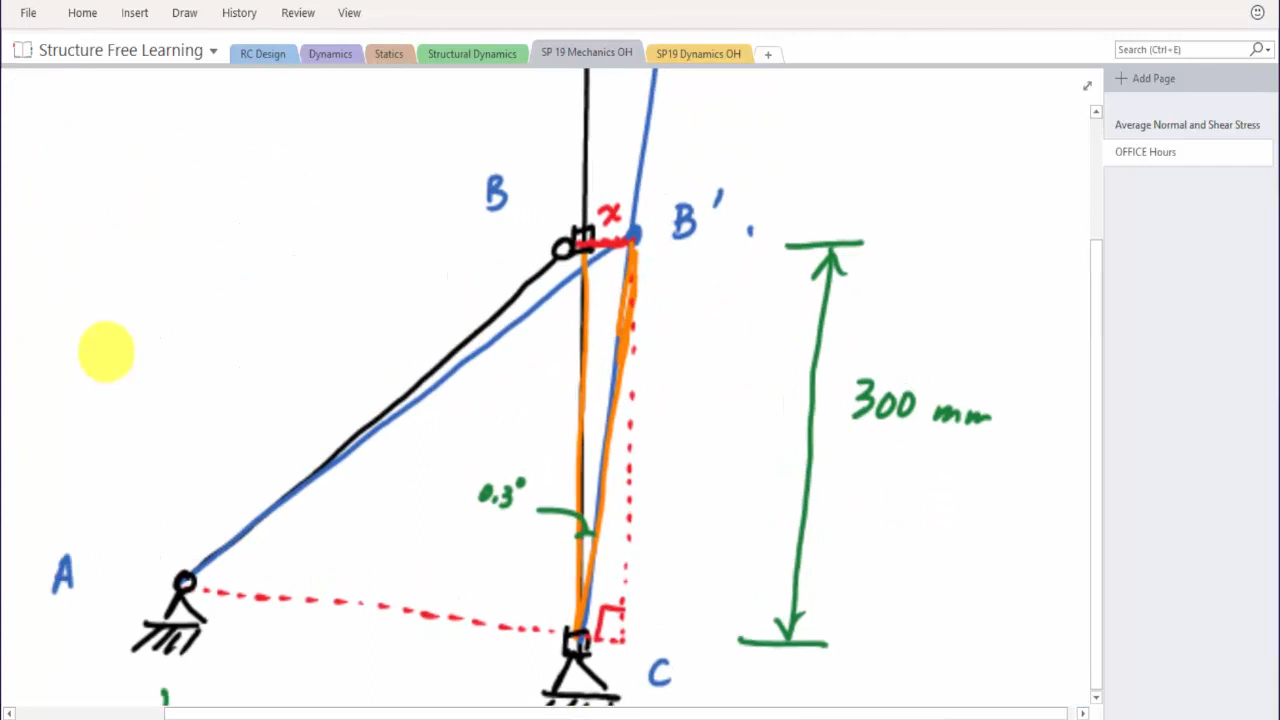 File Home Insert Draw History Review View
Structure Free Learning RC Design Dynamics Statics Structural Dynamics SP 19 Mechanics OH SP19 Dynamics OH + Search (Ctrl+E)
Add Page
Average Normal and Shear Stress
OFFICE Hours
B x B'
300 mm
0.3°
A
C